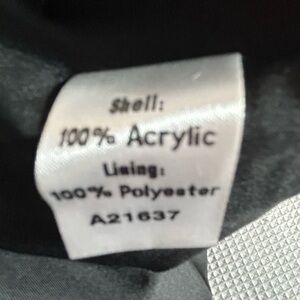 Shell:
100% Acrylic
Lining:
100% Polyester
A21637